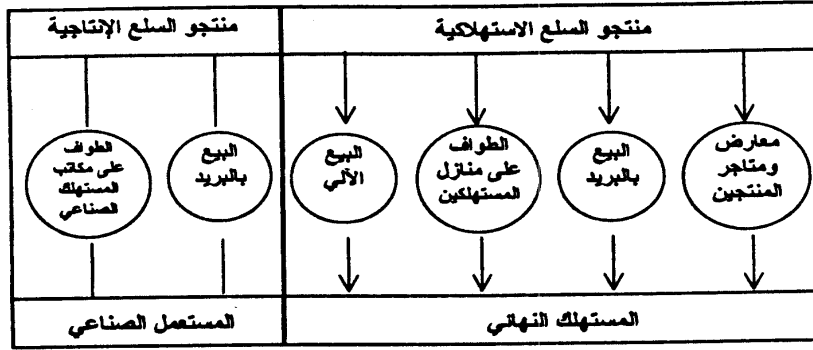 منتجو السلع الاستهلاكية
منتجو السلع الإنتاجية
معارض
ومتاجر
المنتجين
البيع
بالبريد
الطواف
على منازل
المستهلكين
البيع
الآلي
البيع
بالبريد
الطواف
على مكاتب
المستهلك
الصناعي
المستهلك النهائي
المستعمل الصناعي